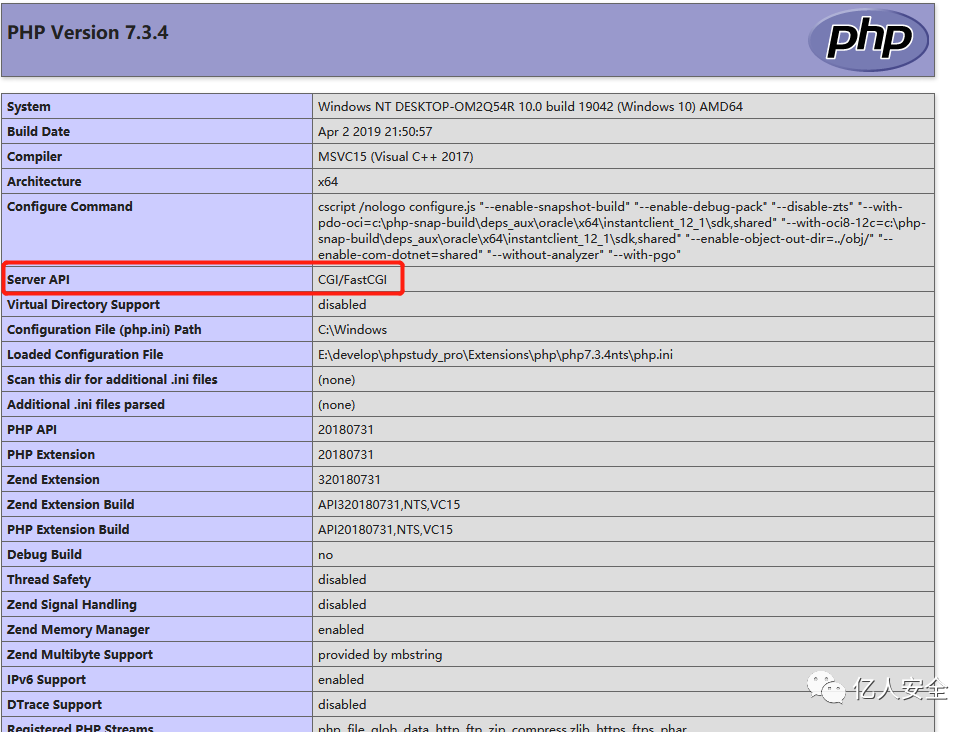 PHP Version 7.3.4
php
System Windows NT DESKTOP-OM2Q54R 10.0 build 19042 (Windows 10) AMD64
Build Date Apr 2 2019 21:50:57
Compiler MSVC15 (Visual C++ 2017)
Architecture x64
Configure Command cscript /nologo configure.js "--enable-snapshot-build" "--enable-debug-pack" "--disable-zts" "--with-
pdo-oci=c:\php-snap-build\deps_aux\oracle\x64\instantclient_12_1\sdk,shared" "--with-oci8-12c=c:\php-
snap-build\deps_aux\oracle\x64\instantclient_12_1\sdk,shared" "--enable-object-out-dir=../obj/" "--
enable-com-dotnet=shared" "--without-analyzer" "--with-pgo"
Server API CGI/FastCGI
Virtual Directory Support disabled
Configuration File (php.ini) Path C:\Windows
Loaded Configuration File E:\develop\phpstudy_pro\Extensions\php\php7.3.4nts\php.ini
Scan this dir for additional .ini files (none)
Additional .ini files parsed (none)
PHP API 20180731
PHP Extension 20180731
Zend Extension 320180731
Zend Extension Build API320180731,NTS,VC15
PHP Extension Build API20180731,NTS,VC15
Debug Build no
Thread Safety disabled
Zend Signal Handling disabled
Zend Memory Manager enabled
Zend Multibyte Support provided by mbstring
IPv6 Support enabled
DTrace Support disabled
亿人安全
Registered PHP Streams php, file, glob, data, http, ftp, zip, compress.zlib, https, ftps, phar